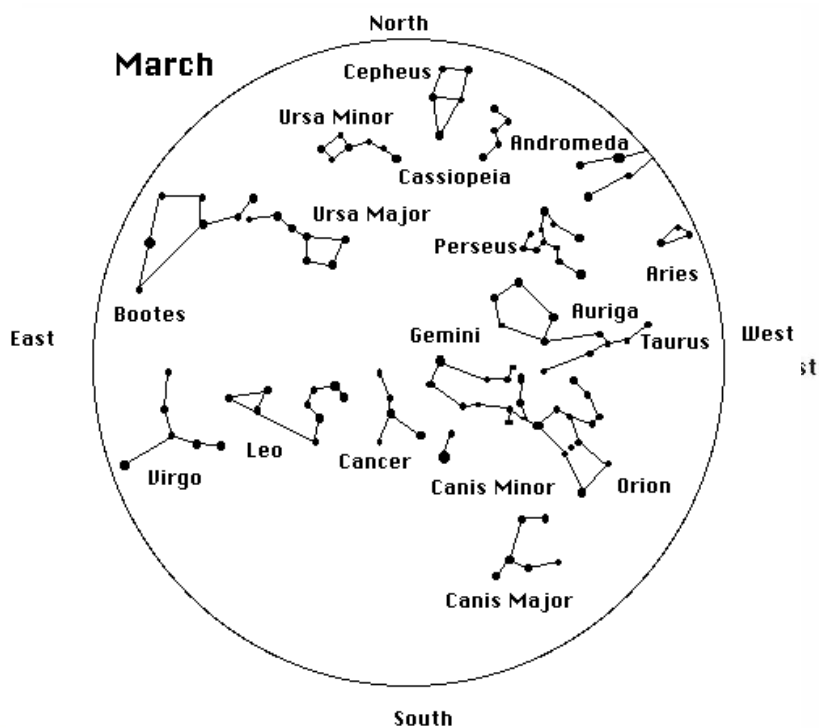 North
March
Cepheus
Ursa Minor
Andromeda
Cassiopeia
Ursa Major
Perseus
Aries
Bootes
Auriga
East
Gemini
Taurus
West
st
Leo
Cancer
Virgo
Canis Minor
Orion
Canis Major
South